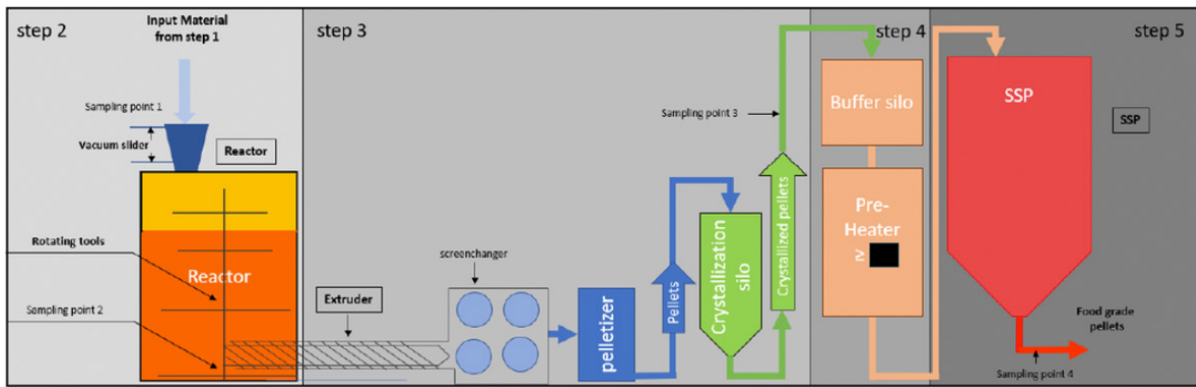 step 2
Input Material
from step 1
Sampling point 1
Vacuum slider
Reactor
Rotating tools
Reactor
Sampling point 2
step 3
Extruder
screenchanger
pelletizer
Pellets
Crystallization
silo
Crystallized pellets
Sampling point 3
step 4
Buffer silo
Pre-
Heater
≥
step 5
SSP
SSP
Food grade
pellets
Sampling point 4